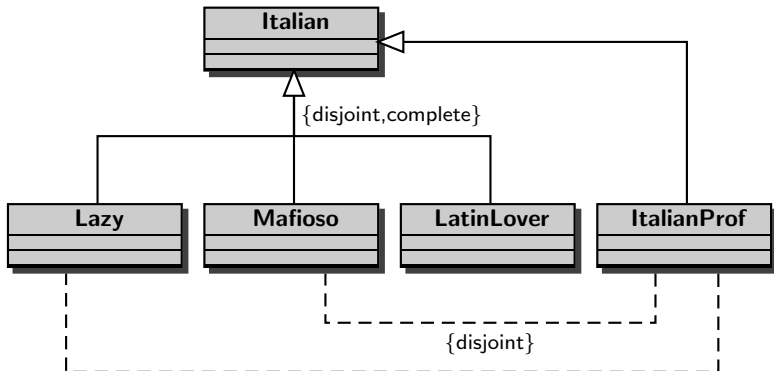 Italian
{disjoint,complete}
Lazy
Mafioso
LatinLover
ItalianProf
{disjoint}